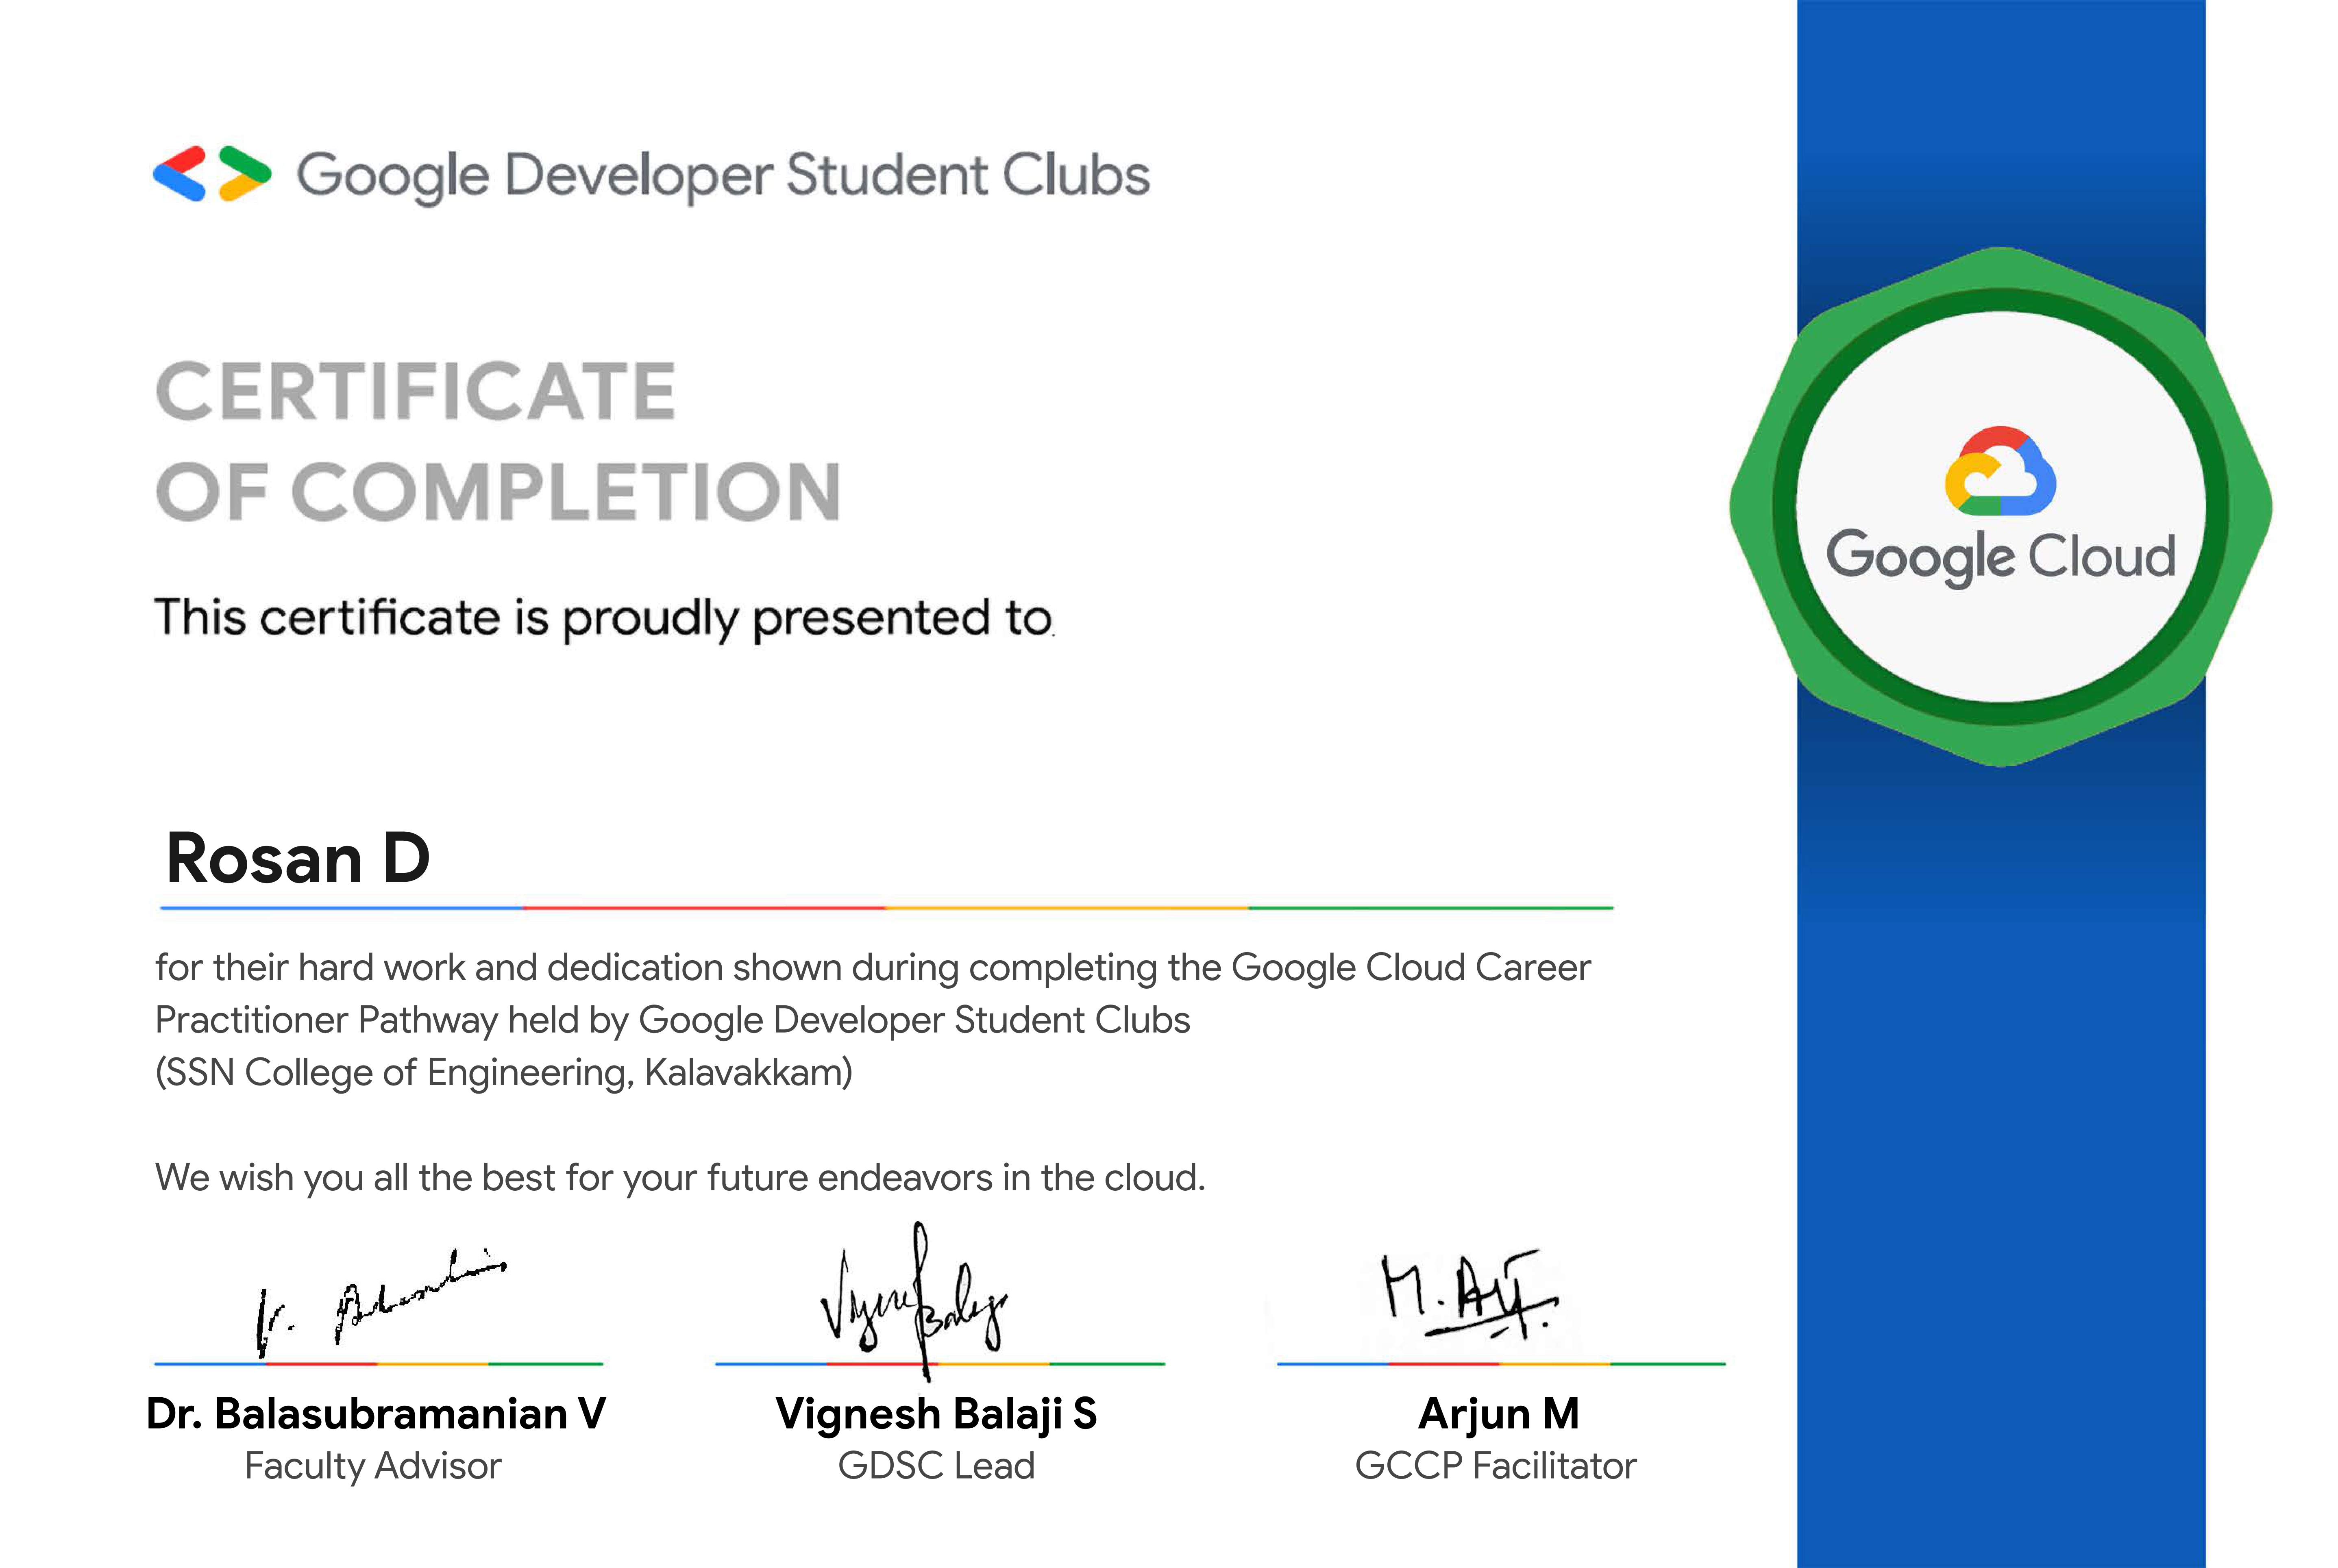 Google Developer Student Clubs
CERTIFICATE
OF COMPLETION
This certificate is proudly presented to.
Google Cloud
Rosan D
for their hard work and dedication shown during completing the Google Cloud Career
Practitioner Pathway held by Google Developer Student Clubs
(SSN College of Engineering, Kalavakkam)
We wish you all the best for your future endeavors in the cloud.
Dr. Balasubramanian V
Faculty Advisor
Vignesh Balaji S
GDSC Lead
Arjun M
GCCP Facilitator